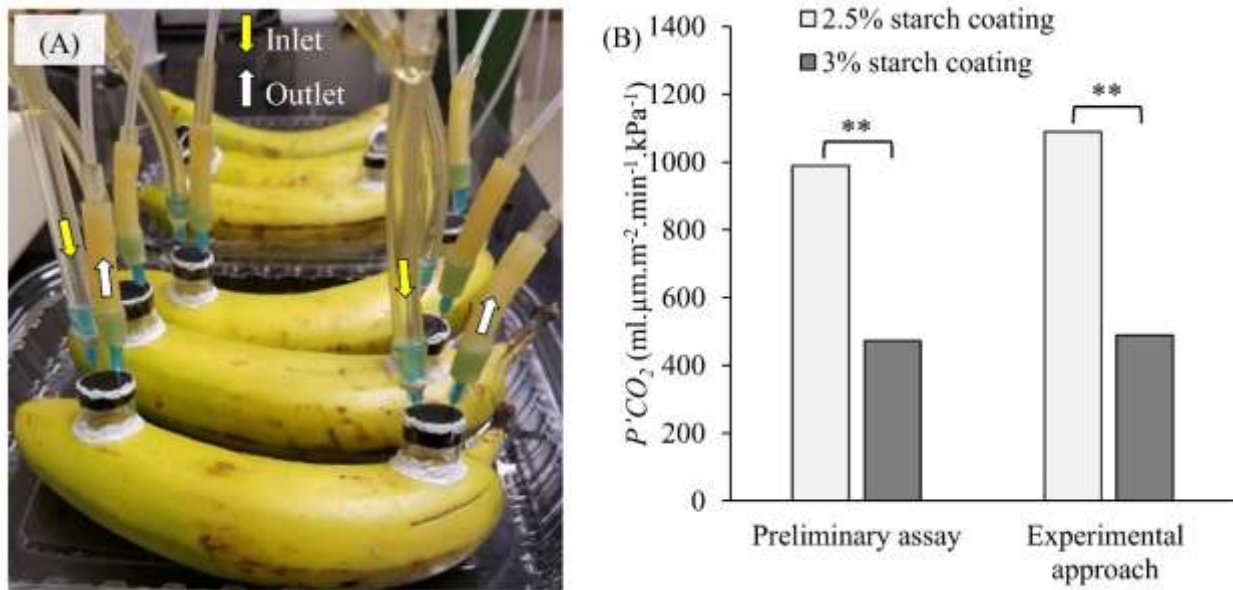 (A)
Inlet
Outlet
(B)
2.5% starch coating
3% starch coating
P'CO₂ (ml.µm.m⁻².min⁻¹.kPa⁻¹)
1400
1200
1000
800
600
400
200
0
**
**
Preliminary assay
Experimental
approach